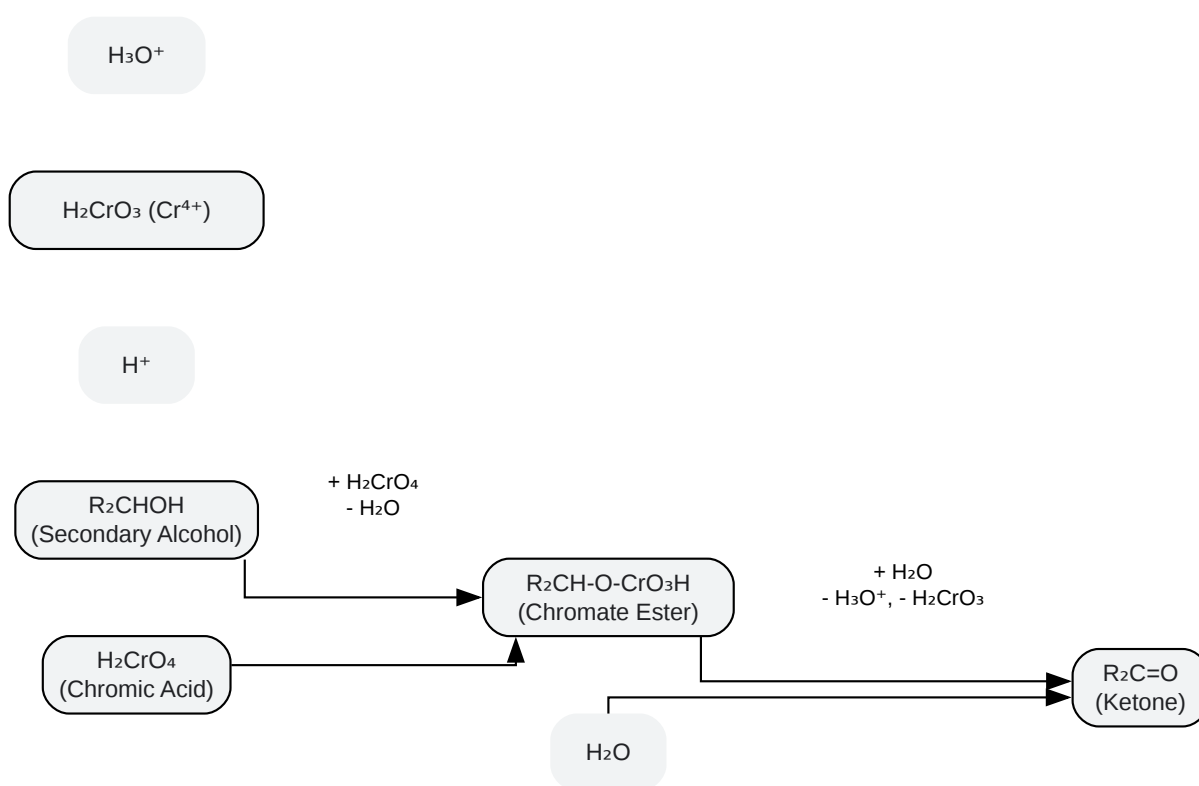 H₃O⁺
H₂CrO₃ (Cr⁴⁺)
H⁺
+ H₂CrO₄
- H₂O
R₂CHOH
(Secondary Alcohol)
+ H₂O
- H₃O⁺, - H₂CrO₃
R₂CH-O-CrO₃H
(Chromate Ester)
H₂CrO₄
(Chromic Acid)
R₂C=O
(Ketone)
H₂O